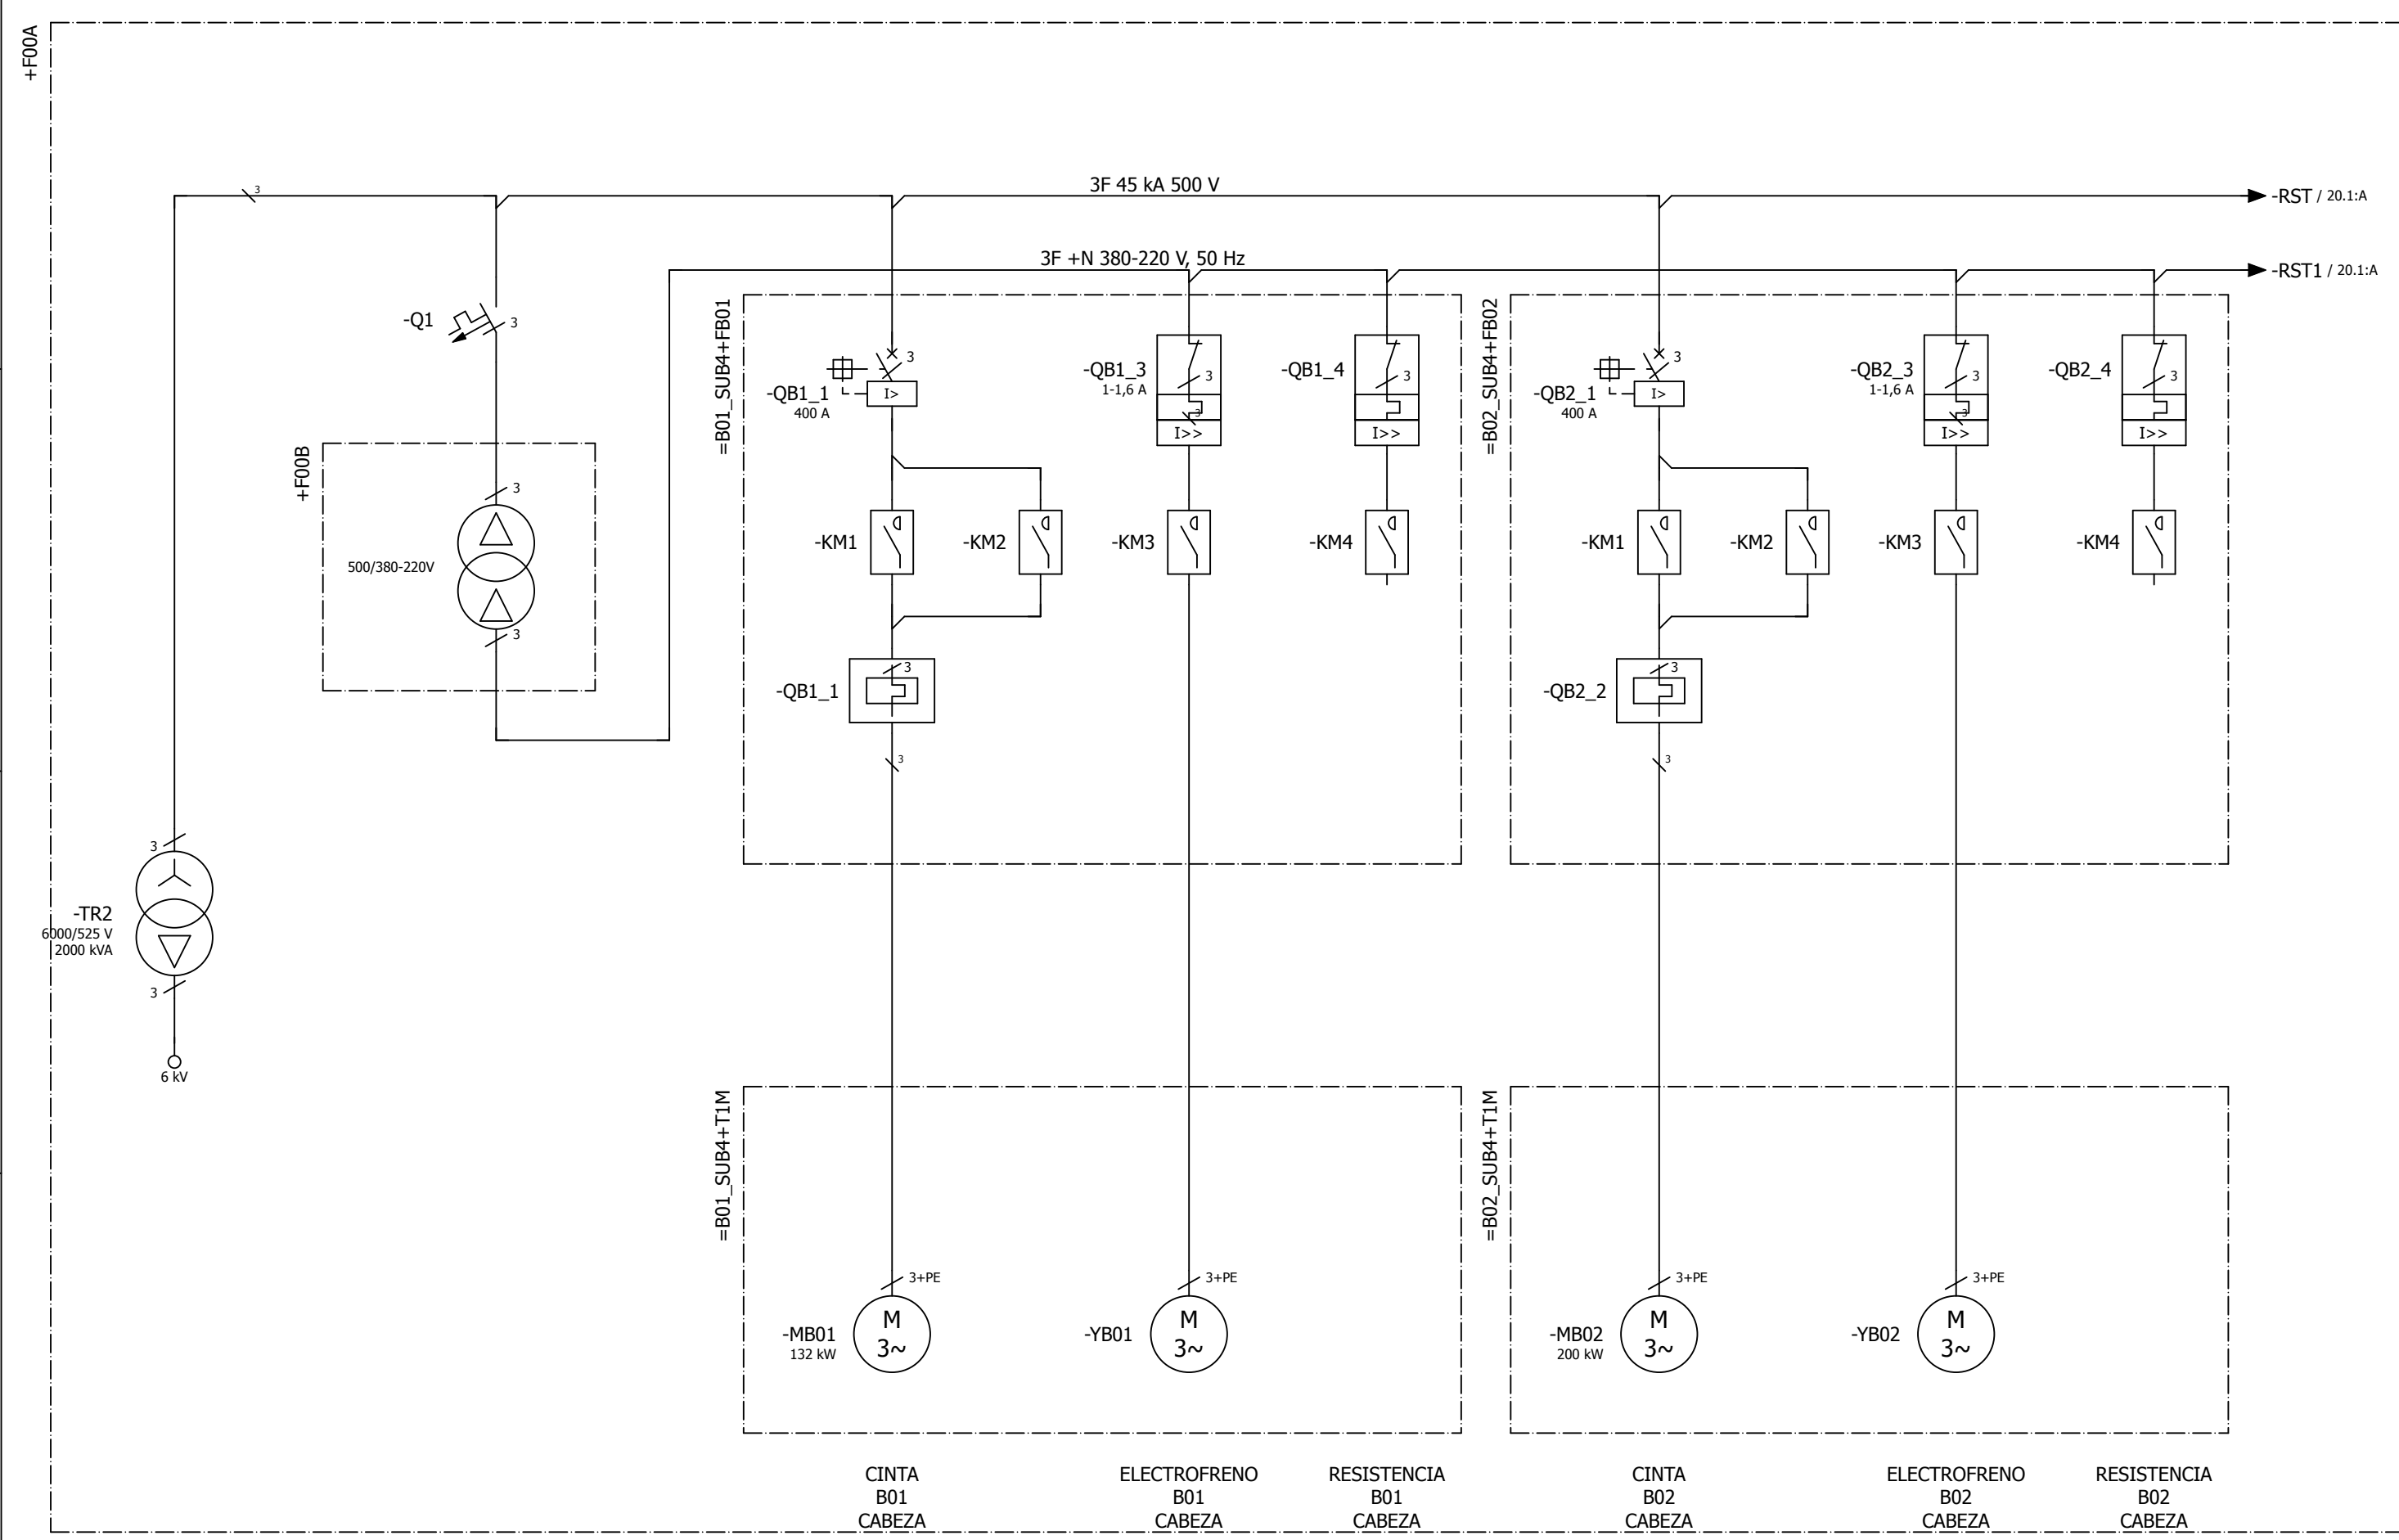 +F00A
3
3F 45 kA 500 V
-RST / 20.1:A
3F +N 380-220 V, 50 Hz
-RST1 / 20.1:A
-Q1
3
+F00B
3
500/380-220V
3
-TR2
6000/525 V
2000 kVA
3
3
6 kV
=B01_SUB4+FB01
-QB1_1
400 A
3
I>
-QB1_3
1-1,6 A
3
3
I>>
-QB1_4
3
I>>
-KM1
-KM2
-KM3
-KM4
-QB1_1
3
3
=B02_SUB4+FB02
-QB2_1
400 A
3
I>
-QB2_3
1-1,6 A
3
3
I>>
-QB2_4
3
I>>
-KM1
-KM2
-KM3
-KM4
-QB2_2
3
3
=B01_SUB4+T1M
3+PE
-MB01
132 kW
M
3~
3+PE
-YB01
M
3~
=B02_SUB4+T1M
3+PE
-MB02
200 kW
M
3~
3+PE
-YB02
M
3~
CINTA
B01
CABEZA
ELECTROFRENO
B01
CABEZA
RESISTENCIA
B01
CABEZA
CINTA
B02
CABEZA
ELECTROFRENO
B02
CABEZA
RESISTENCIA
B02
CABEZA